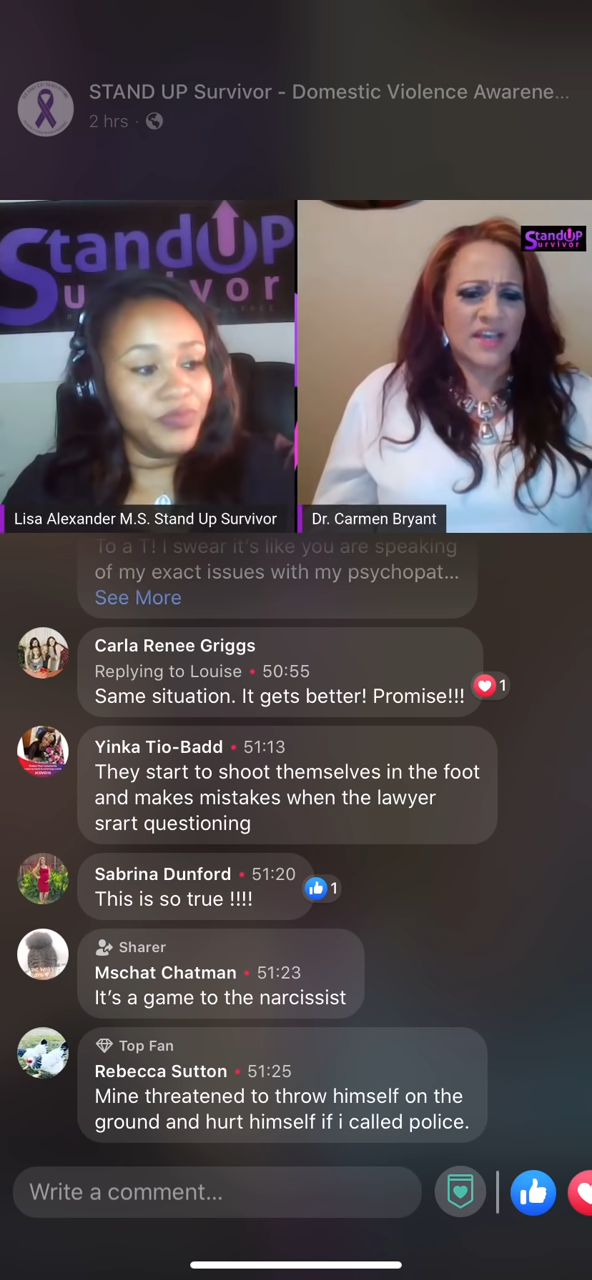 STAND UP Survivor - Domestic Violence Awarene...
2 hrs ·
StandUP
Survivor
StandUP
Survivor
Lisa Alexander M.S. Stand Up Survivor
Dr. Carmen Bryant
To a T! I swear it's like you are speaking
of my exact issues with my psychopat...
See More
Carla Renee Griggs
Replying to Louise • 50:55
Same situation. It gets better! Promise!!!
1
Yinka Tio-Badd • 51:13
They start to shoot themselves in the foot
and makes mistakes when the lawyer
srart questioning
Sabrina Dunford • 51:20
This is so true !!!!
1
Sharer
Mschat Chatman • 51:23
It's a game to the narcissist
Top Fan
Rebecca Sutton • 51:25
Mine threatened to throw himself on the
ground and hurt himself if i called police.
Write a comment...